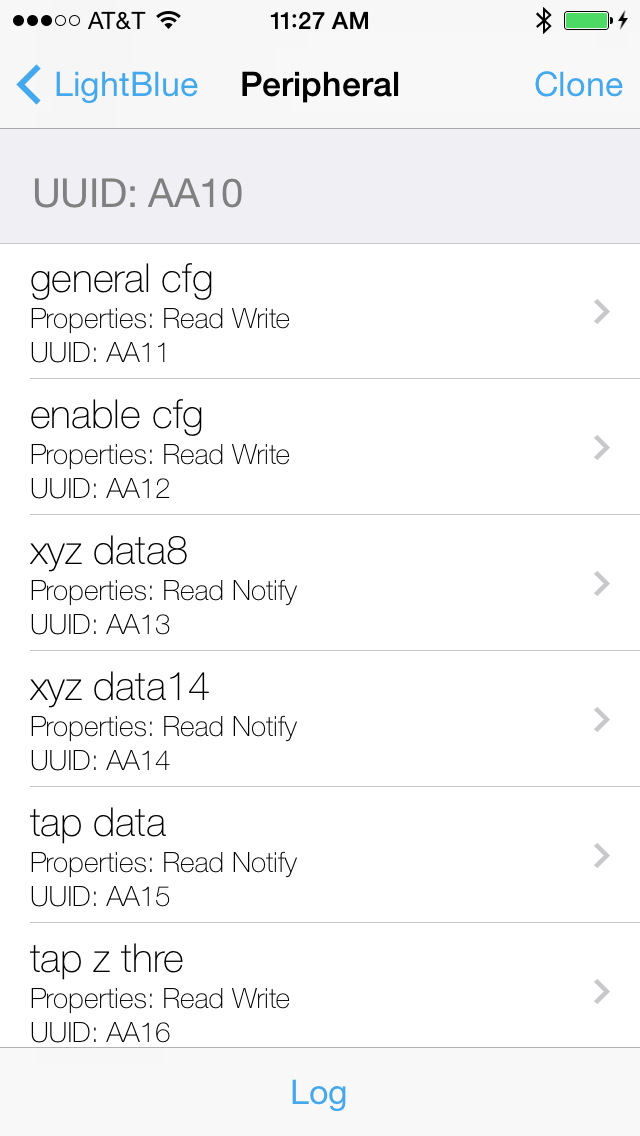 AT&T 11:27 AM
LightBlue Peripheral Clone
UUID: AA10
general cfg
Properties: Read Write
UUID: AA11
enable cfg
Properties: Read Write
UUID: AA12
xyz data8
Properties: Read Notify
UUID: AA13
xyz data14
Properties: Read Notify
UUID: AA14
tap data
Properties: Read Notify
UUID: AA15
tap z thre
Properties: Read Write
UUID: AA16
Log